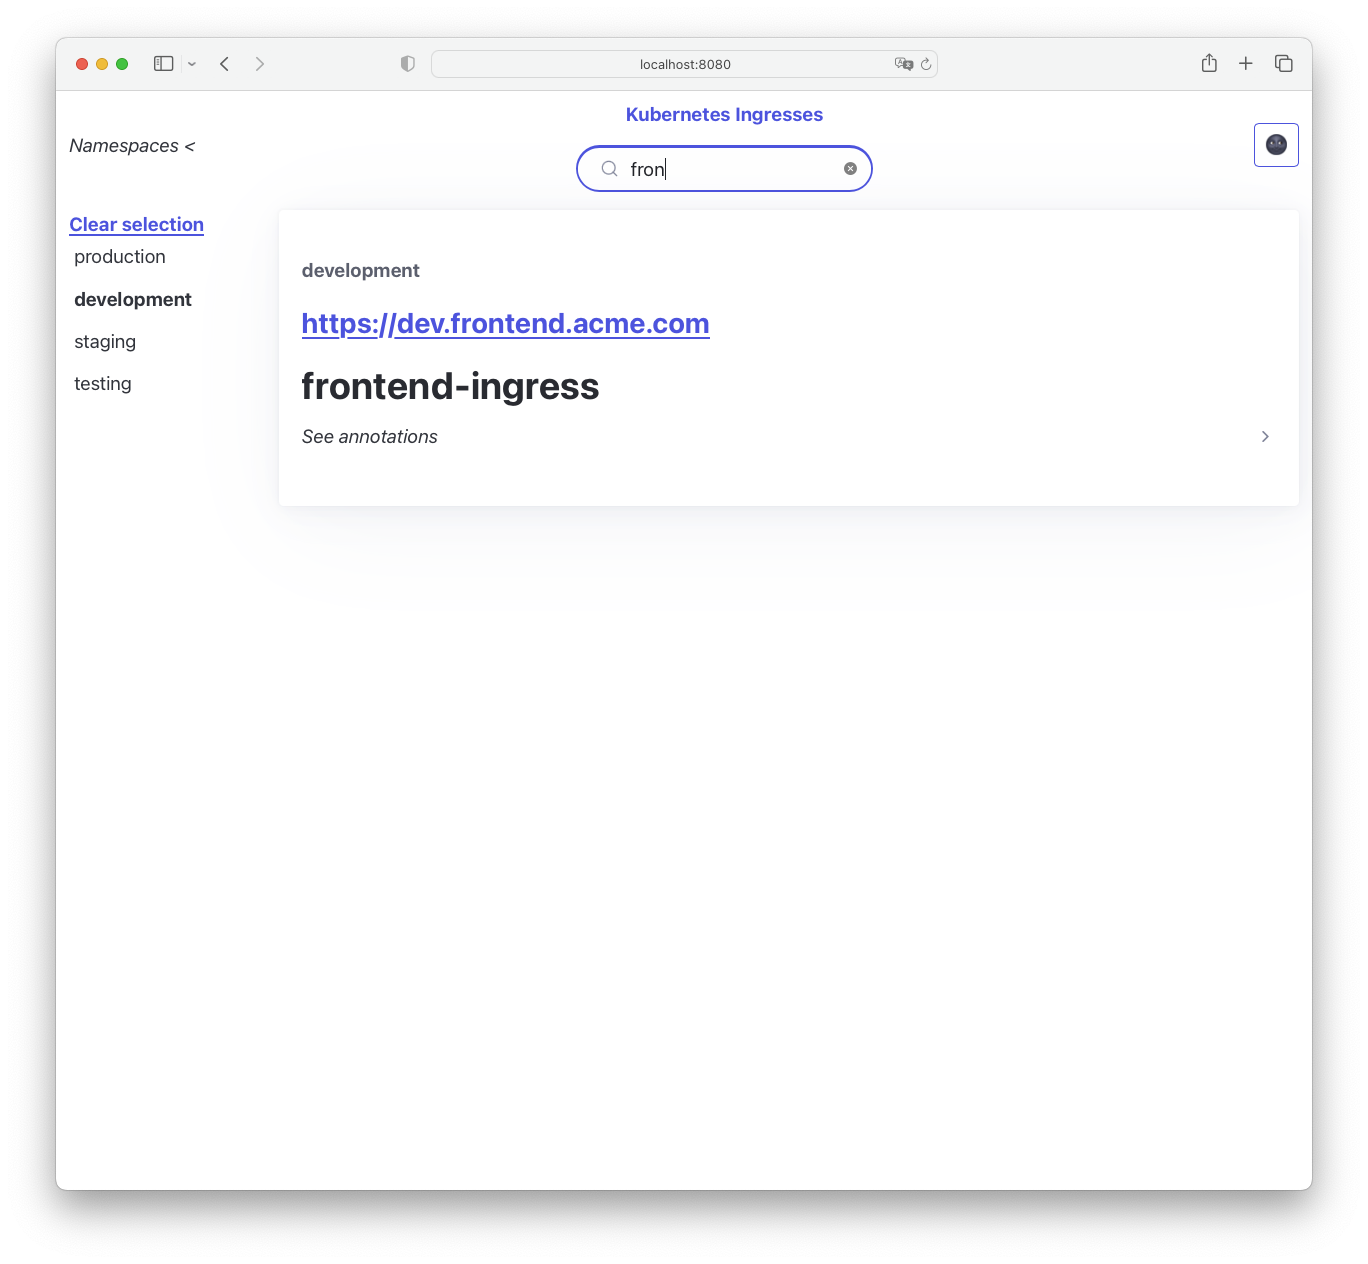 localhost:8080
Kubernetes Ingresses
Namespaces <
fron
Clear selection
production
development
staging
testing
development
https://dev.frontend.acme.com
frontend-ingress
See annotations